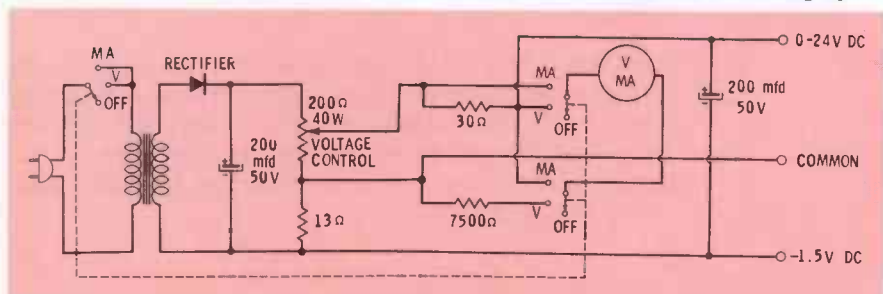 MA
V
OFF
RECTIFIER
200
mfd
50V
200Ω
40W
VOLTAGE
CONTROL
13Ω
30Ω
7500Ω
MA
V
OFF
MA
V
OFF
V
MA
0-24V DC
200 mfd
50V
COMMON
-1.5V DC